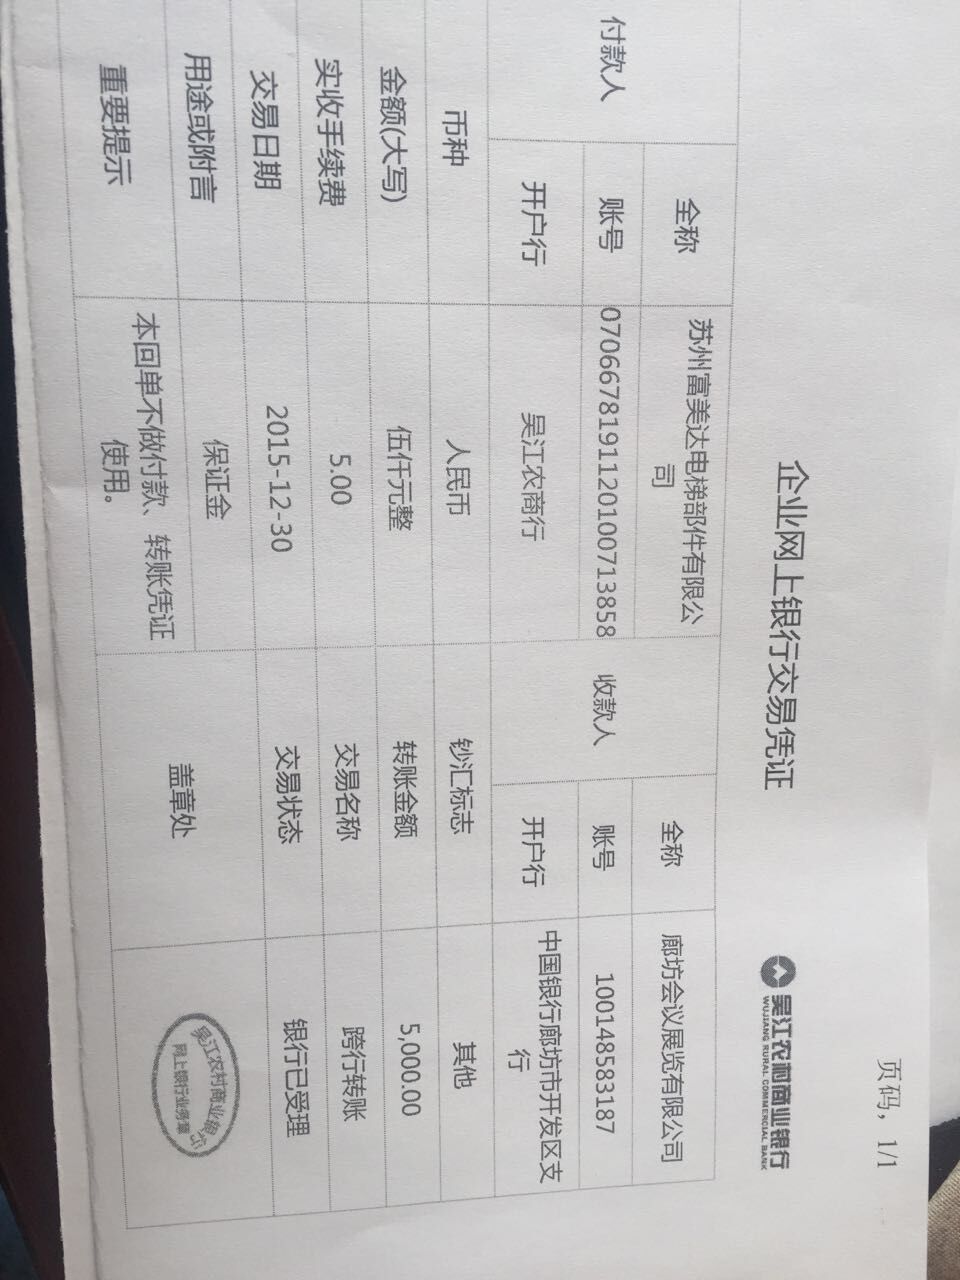 页码，1/1
吴江农村商业银行
WUJIANG RURAL COMMERCIAL BANK
企业网上银行交易凭证
付款人
全称
苏州富美达电梯部件有限公
司
收款人
全称
廊坊会议展览有限公司
账号
0706678191120100713858
账号
100148583187
开户行
吴江农商行
开户行
中国银行廊坊市开发区支
行
币种
人民币
钞汇标志
其他
金额(大写)
伍仟元整
转账金额
5,000.00
实收手续费
5.00
交易名称
跨行转账
交易日期
2015-12-30
交易状态
银行已受理
用途或附言
保证金
盖章处
吴江农村商业银行
网上银行业务章
重要提示
本回单不做付款、转账凭证
使用。